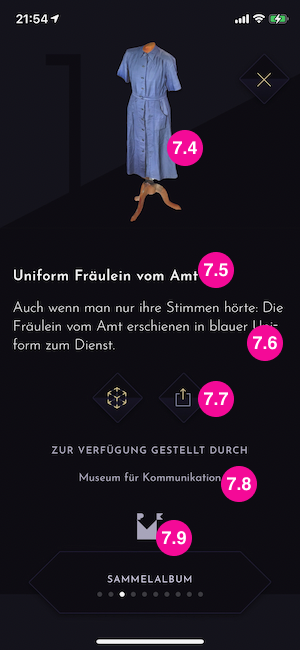 21:54
7.4
Uniform Fräulein vom Amt
7.5
Auch wenn man nur ihre Stimmen hörte: Die
Fräulein vom Amt erschienen in blauer Uni-
7.6
form zum Dienst.
7.7
ZUR VERFÜGUNG GESTELLT DURCH
Museum für Kommunikation
7.8
7.9
SAMMELALBUM